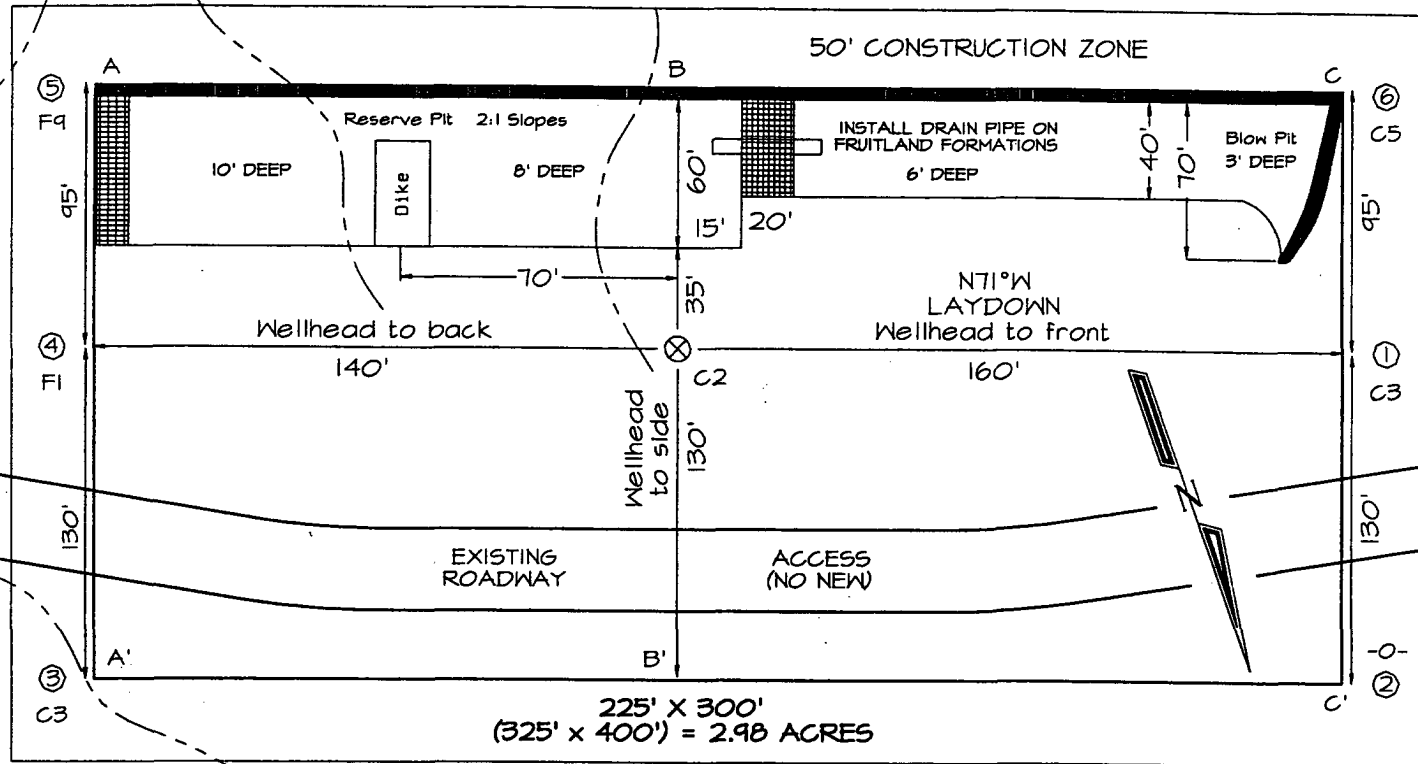 50' CONSTRUCTION ZONE
A
B
C
5
F9
6
C5
Reserve Pit 2:1 Slopes
INSTALL DRAIN PIPE ON
FRUITLAND FORMATIONS
6' DEEP
Blow Pit
3' DEEP
10' DEEP
Dike
8' DEEP
60'
40'
70'
95'
15'
20'
95'
70'
35'
N71°W
LAYDOWN
Wellhead to front
Wellhead to back
4
F1
140'
C2
160'
1
C3
Wellhead
to side
130'
N
130'
130'
EXISTING
ROADWAY
ACCESS
(NO NEW)
A'
B'
C'
3
C3
-0-
2
225' X 300'
(325' x 400') = 2.98 ACRES